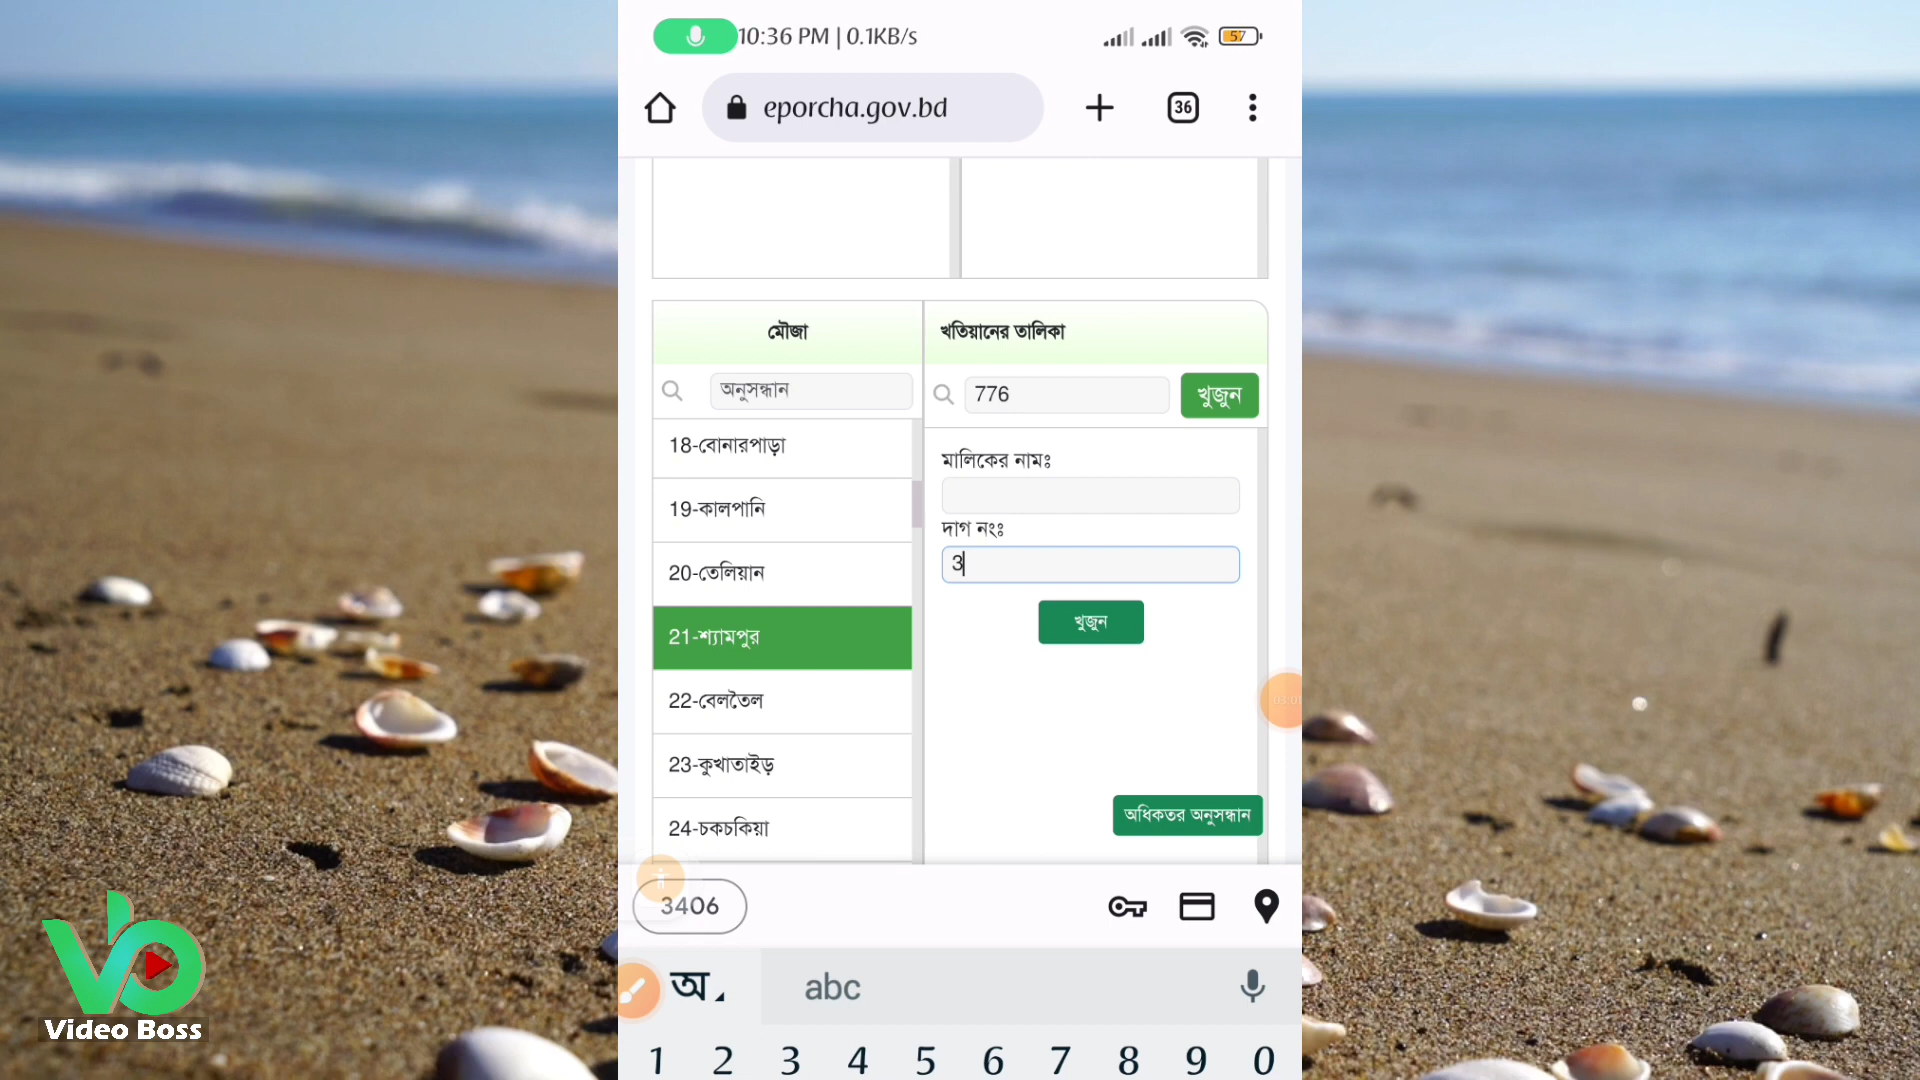 10:36 PM | 0.1KB/s
57
eporcha.gov.bd
36
মৌজা
খতিয়ানের তালিকা
অনুসন্ধান
776
খুজুন
18-বোনারপাড়া
মালিকের নামঃ
19-কালপানি
দাগ নংঃ
3
20-তেলিয়ান
খুজুন
21-শ্যামপুর
22-বেলতৈল
23-কুখাতাইড়
24-চকচকিয়া
অধিকতর অনুসন্ধান
3406
অ
abc
Video Boss
1 2 3 4 5 6 7 8 9 0